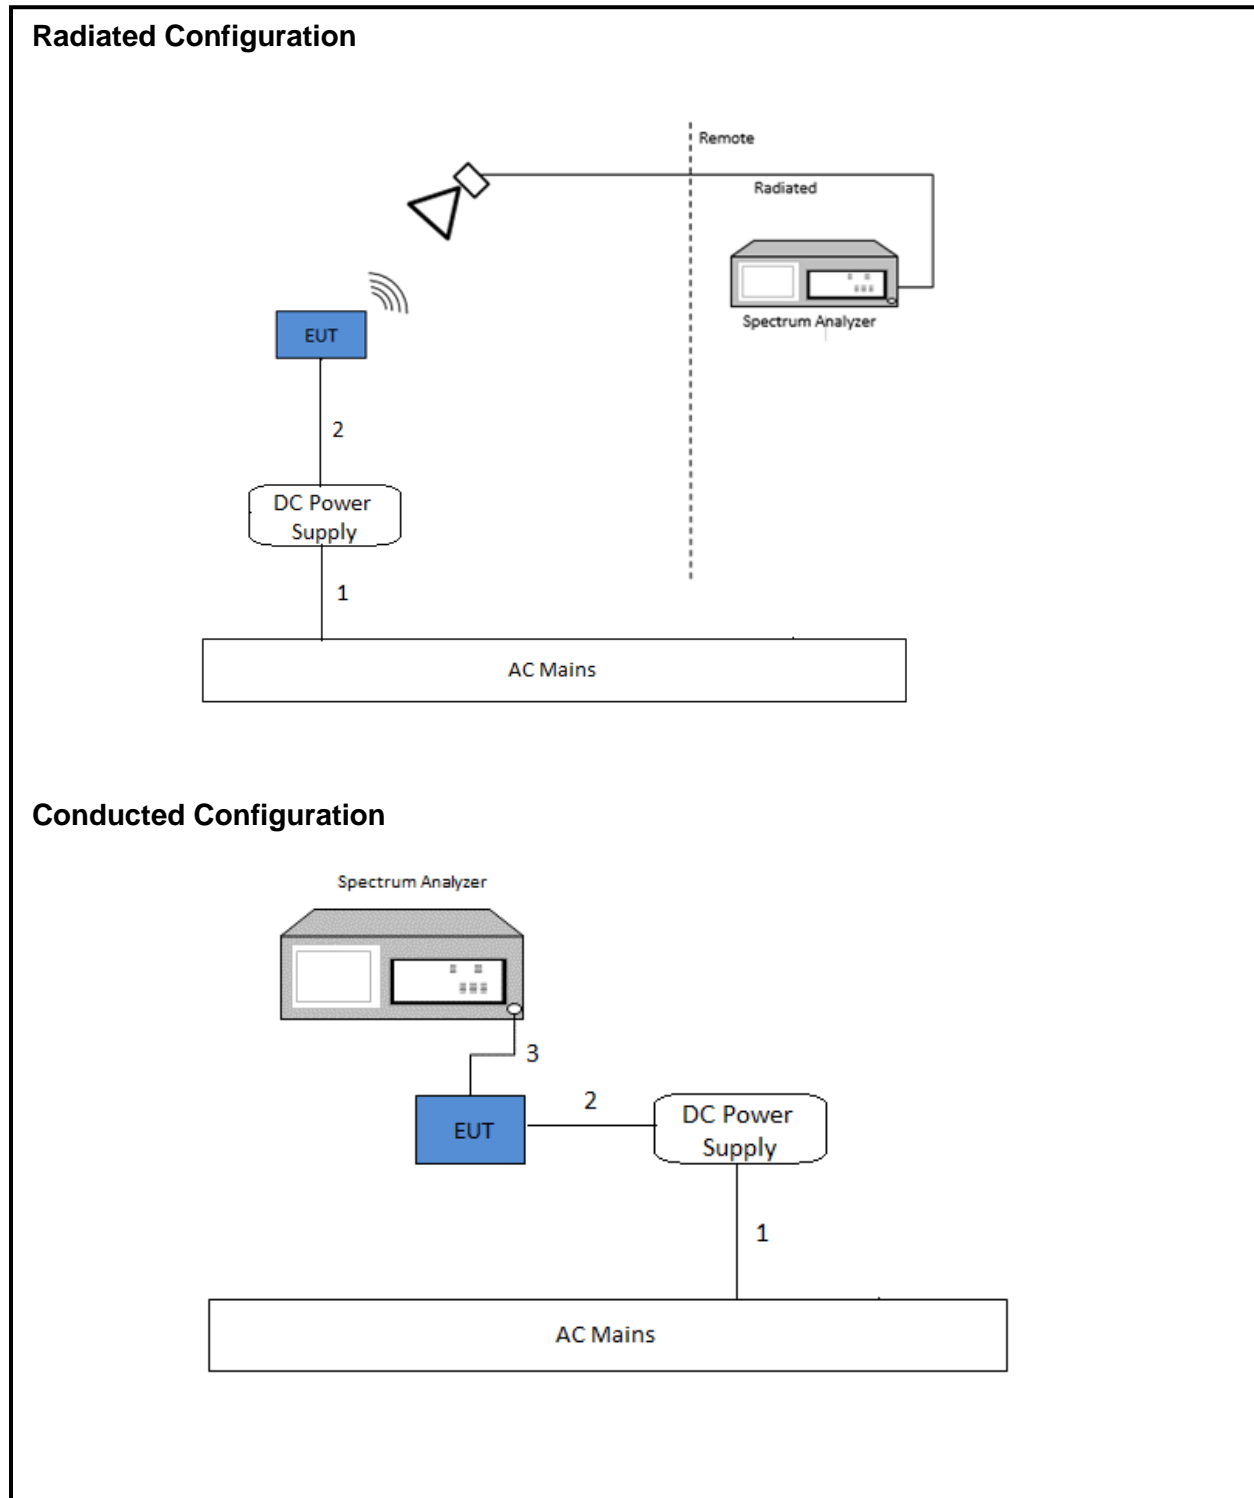 Radiated Configuration
Remote
Radiated
Spectrum Analyzer
EUT
2
DC Power
Supply
1
AC Mains
Conducted Configuration
Spectrum Analyzer
3
2
DC Power
Supply
EUT
1
AC Mains